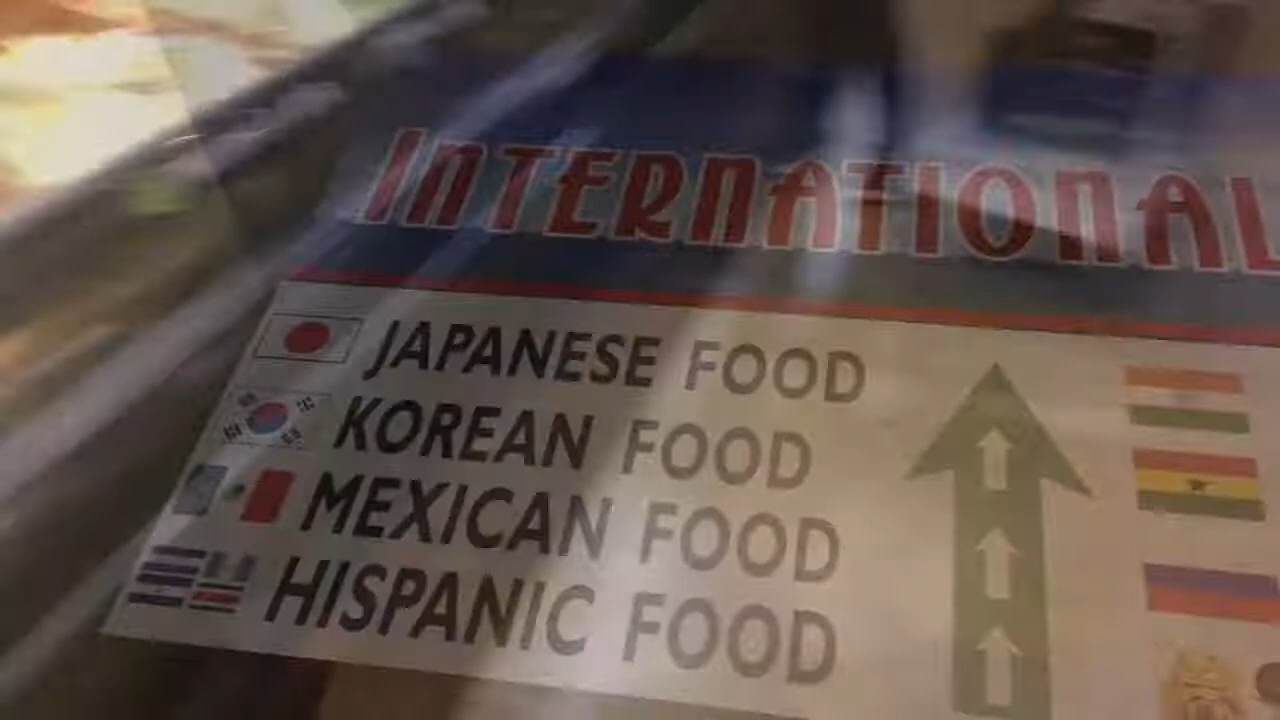 INTERNATIONAL
JAPANESE FOOD
KOREAN FOOD
MEXICAN FOOD
HISPANIC FOOD